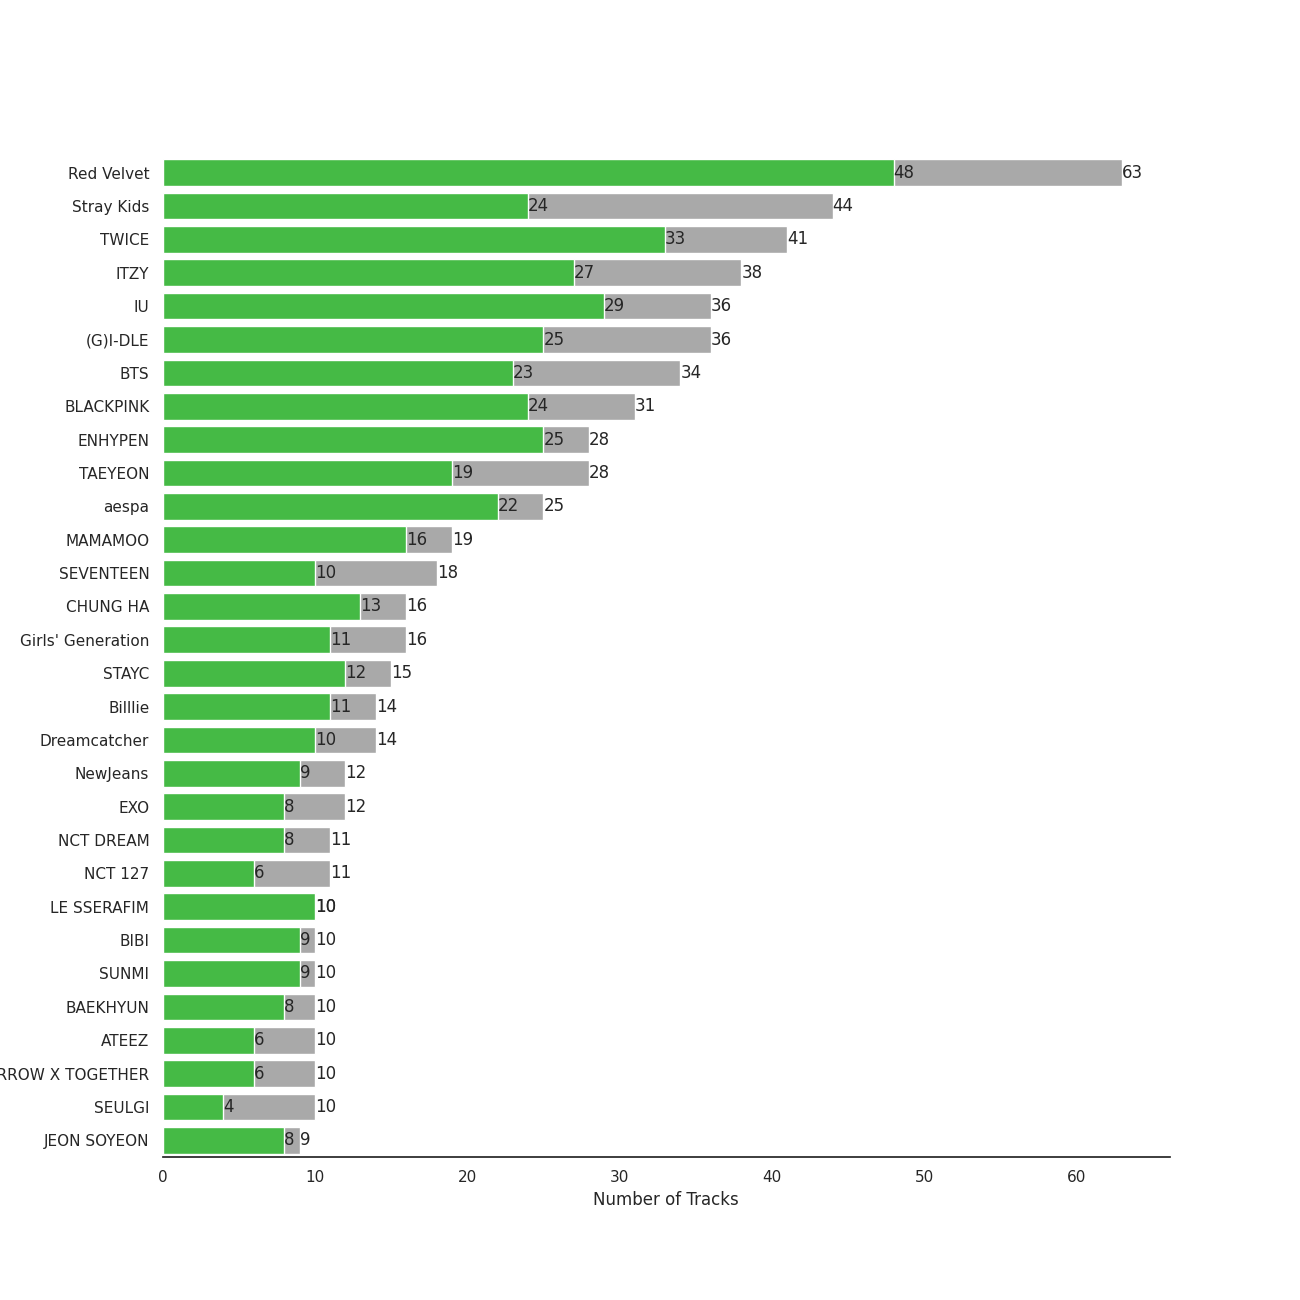 Red Velvet 48 63
Stray Kids 24 44
TWICE 33 41
ITZY 27 38
IU 29 36
(G)I-DLE 25 36
BTS 23 34
BLACKPINK 24 31
ENHYPEN 25 28
TAEYEON 19 28
aespa 22 25
MAMAMOO 16 19
SEVENTEEN 10 18
CHUNG HA 13 16
Girls' Generation 11 16
STAYC 12 15
Billlie 11 14
Dreamcatcher 10 14
NewJeans 9 12
EXO 8 12
NCT DREAM 8 11
NCT 127 6 11
LE SSERAFIM 10
BIBI 9 10
SUNMI 9 10
BAEKHYUN 8 10
ATEEZ 6 10
RROW X TOGETHER 6 10
SEULGI 4 10
JEON SOYEON 8 9
0 10 20 30 40 50 60
Number of Tracks